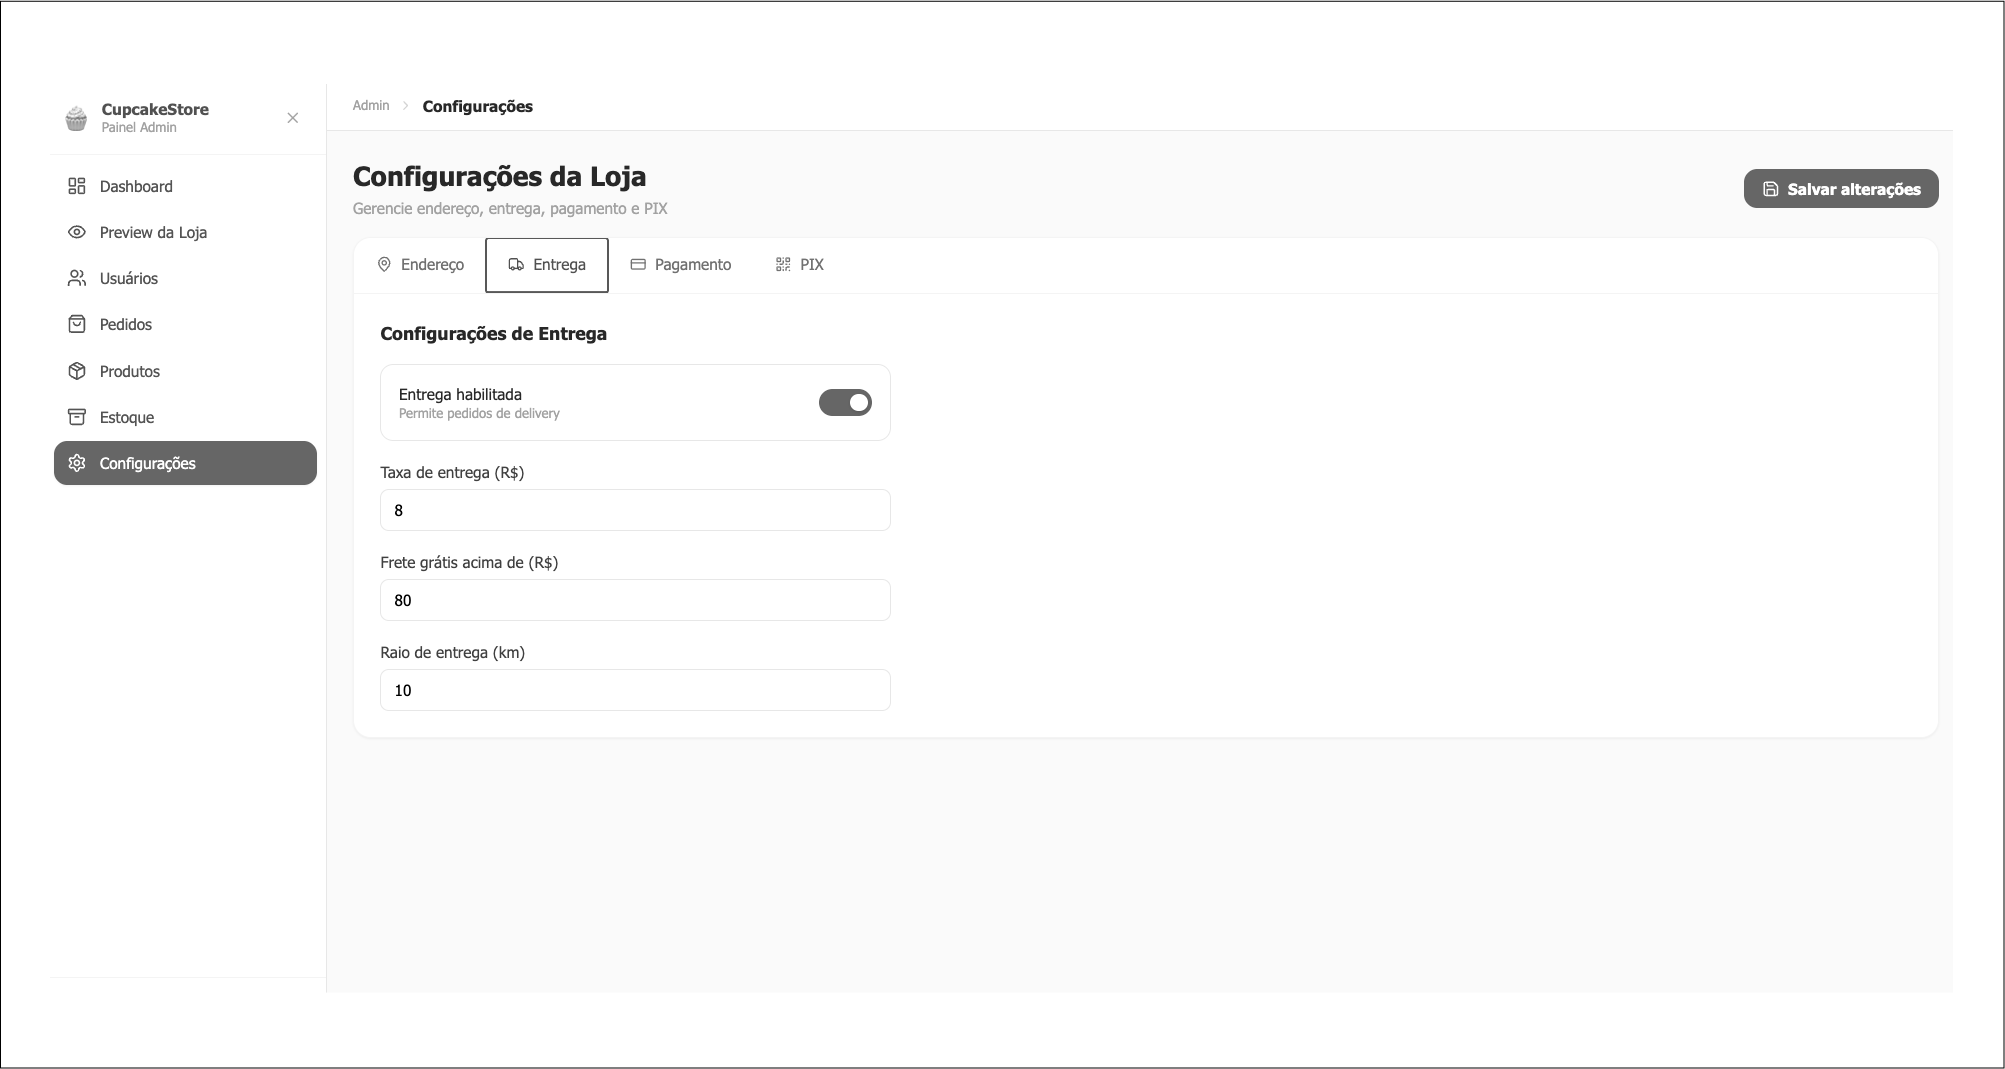 CupcakeStore
Painel Admin
Dashboard
Preview da Loja
Usuários
Pedidos
Produtos
Estoque
Configurações
Admin > Configurações
Configurações da Loja
Gerencie endereço, entrega, pagamento e PIX
Salvar alterações
Endereço Entrega Pagamento PIX
Configurações de Entrega
Entrega habilitada
Permite pedidos de delivery
Taxa de entrega (R$)
8
Frete grátis acima de (R$)
80
Raio de entrega (km)
10